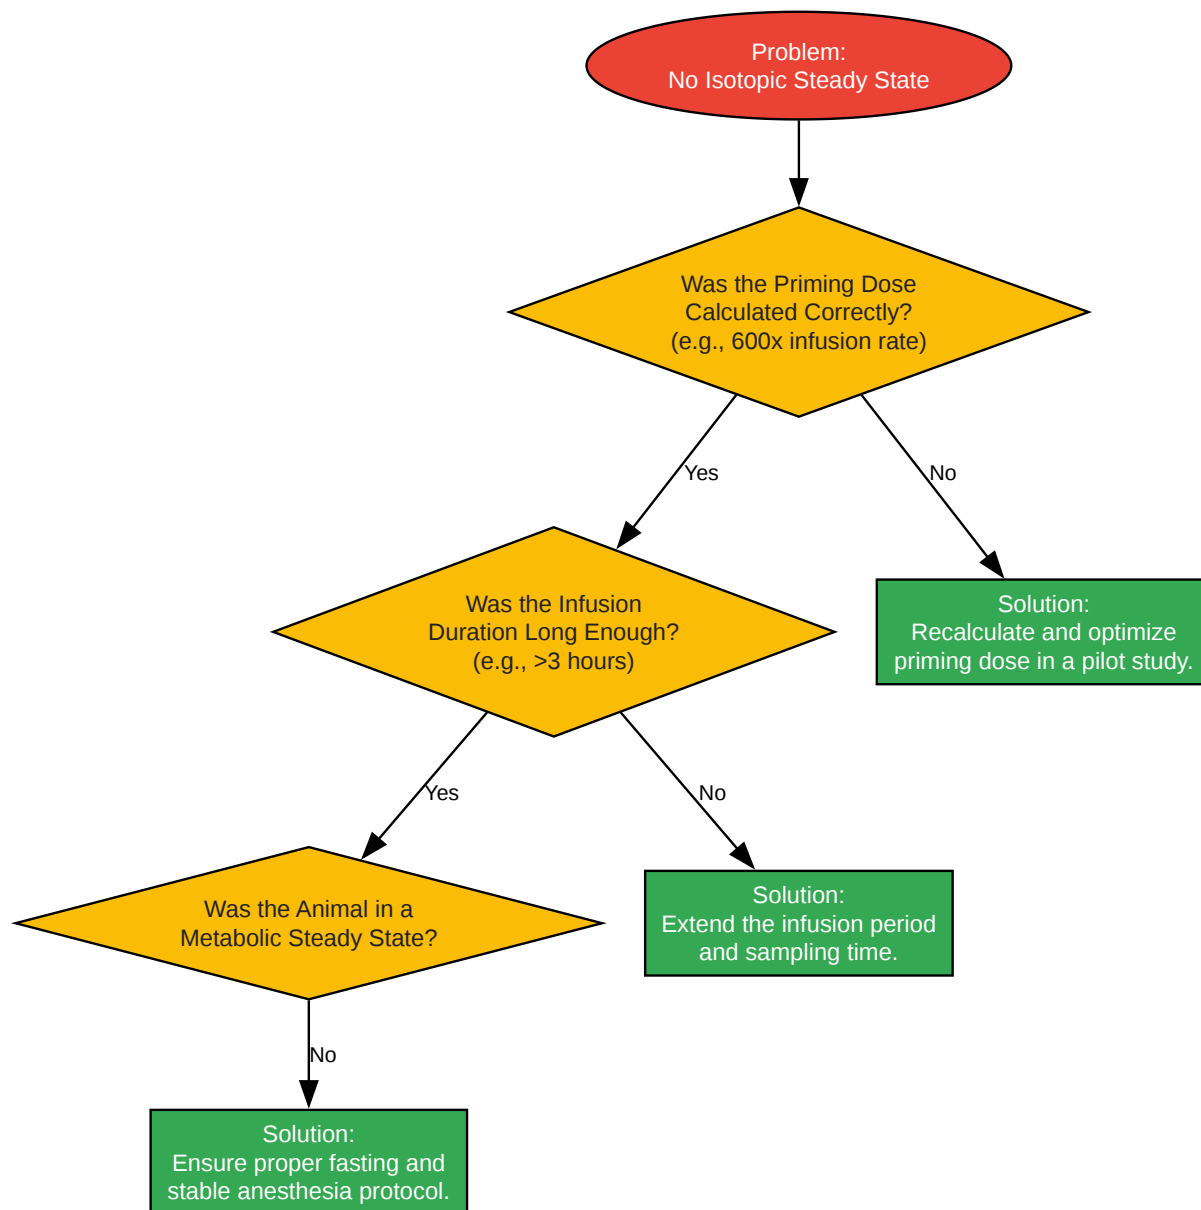 Problem:
No Isotopic Steady State
Was the Priming Dose
Calculated Correctly?
(e.g., 600x infusion rate)
Yes
No
Was the Infusion
Duration Long Enough?
(e.g., >3 hours)
Solution:
Recalculate and optimize
priming dose in a pilot study.
Yes
No
Was the Animal in a
Metabolic Steady State?
Solution:
Extend the infusion period
and sampling time.
No
Solution:
Ensure proper fasting and
stable anesthesia protocol.